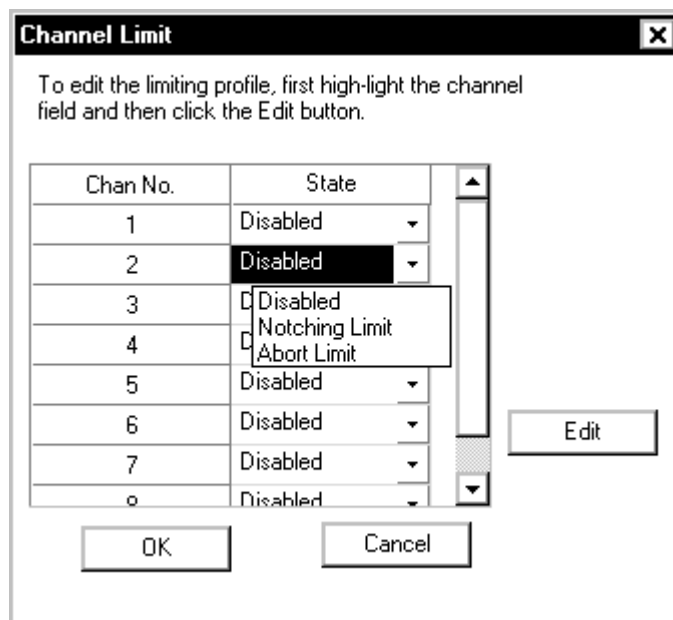 Channel Limit
To edit the limiting profile, first high-light the channel
field and then click the Edit button.
Chan No. State
1 Disabled
2 Disabled
3 D
Disabled
Notching Limit
4 D
Abort Limit
5 Disabled
6 Disabled
7 Disabled
8 Disabled
Edit
OK Cancel